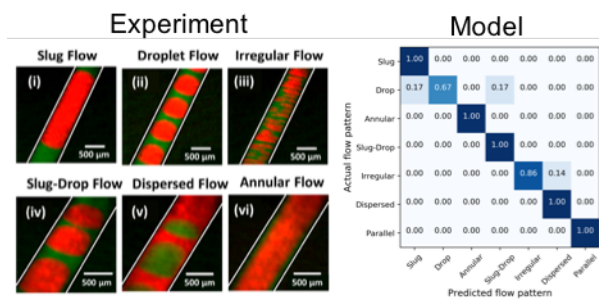 Experiment
Slug Flow
Droplet Flow
Irregular Flow
(i)
(ii)
(iii)
500 µm
500 µm
500 µm
Slug-Drop Flow
Dispersed Flow
Annular Flow
(iv)
(v)
(vi)
500 µm
500 µm
500 µm
Model
Actual flow pattern
Slug 1.00 0.00 0.00 0.00 0.00 0.00 0.00
Drop 0.17 0.67 0.00 0.17 0.00 0.00 0.00
Annular 0.00 0.00 1.00 0.00 0.00 0.00 0.00
Slug-Drop 0.00 0.00 0.00 1.00 0.00 0.00 0.00
Irregular 0.00 0.00 0.00 0.00 0.86 0.14 0.00
Dispersed 0.00 0.00 0.00 0.00 0.00 1.00 0.00
Parallel 0.00 0.00 0.00 0.00 0.00 0.00 1.00
Slug Drop Annular Slug-Drop Irregular Dispersed Parallel
Predicted flow pattern